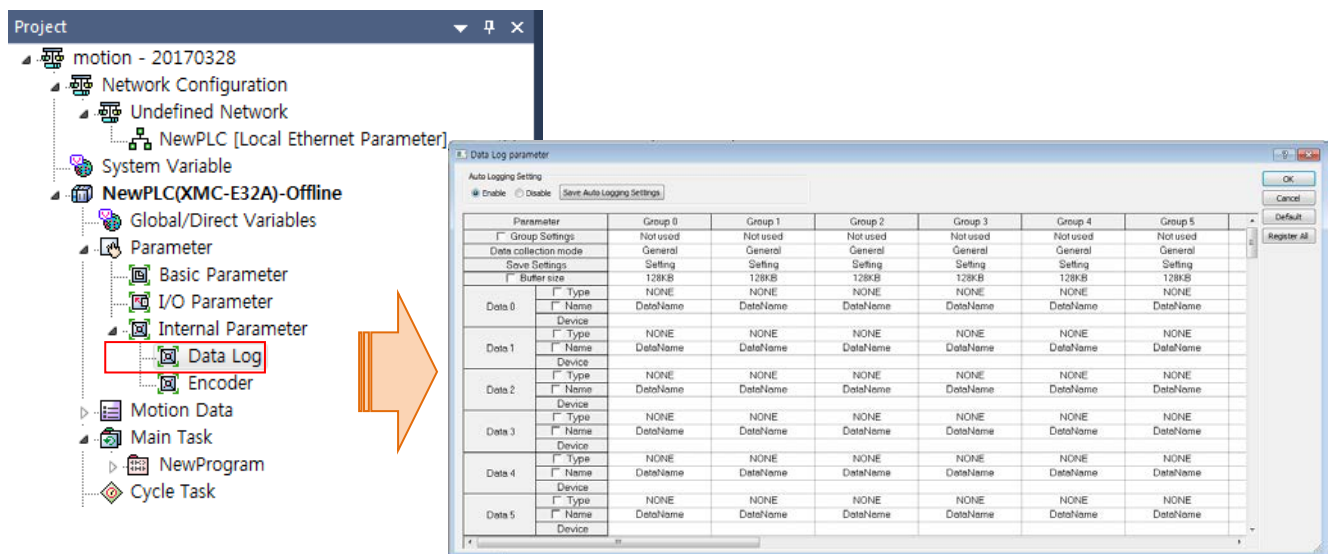 Project
motion - 20170328
Network Configuration
Undefined Network
NewPLC [Local Ethernet Parameter]
System Variable
NewPLC(XMC-E32A)-Offline
Global/Direct Variables
Parameter
Basic Parameter
I/O Parameter
Internal Parameter
Data Log
Encoder
Motion Data
Main Task
NewProgram
Cycle Task
Data Log parameter
Auto Logging Setting
Enable Disable Save Auto Logging Settings
OK
Cancel
Default
Register All
Parameter Group 0 Group 1 Group 2 Group 3 Group 4 Group 5
Group Settings Not used Not used Not used Not used Not used Not used
Data collection mode General General General General General General
Save Settings Setting Setting Setting Setting Setting Setting
Buffer size 128KB 128KB 128KB 128KB 128KB 128KB
Data 0 Type NONE NONE NONE NONE NONE NONE
Name DataName DataName DataName DataName DataName DataName
Device
Data 1 Type NONE NONE NONE NONE NONE NONE
Name DataName DataName DataName DataName DataName DataName
Device
Data 2 Type NONE NONE NONE NONE NONE NONE
Name DataName DataName DataName DataName DataName DataName
Device
Data 3 Type NONE NONE NONE NONE NONE NONE
Name DataName DataName DataName DataName DataName DataName
Device
Data 4 Type NONE NONE NONE NONE NONE NONE
Name DataName DataName DataName DataName DataName DataName
Device
Data 5 Type NONE NONE NONE NONE NONE NONE
Name DataName DataName DataName DataName DataName DataName
Device